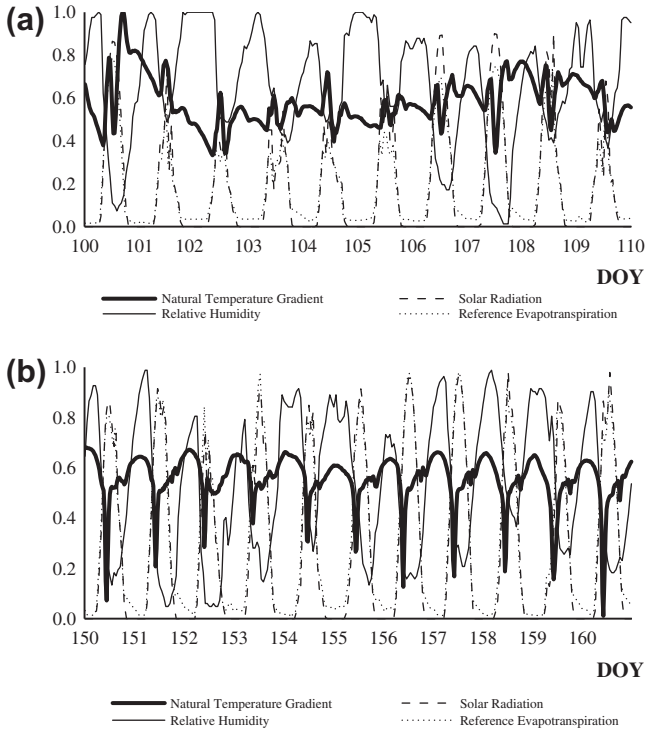 (a)
1.0
0.8
0.6
0.4
0.2
0.0
100 101 102 103 104 105 106 107 108 109 110
DOY
Natural Temperature Gradient Solar Radiation
Relative Humidity Reference Evapotranspiration
(b)
1.0
0.8
0.6
0.4
0.2
0.0
150 151 152 153 154 155 156 157 158 159 160
DOY
Natural Temperature Gradient Solar Radiation
Relative Humidity Reference Evapotranspiration